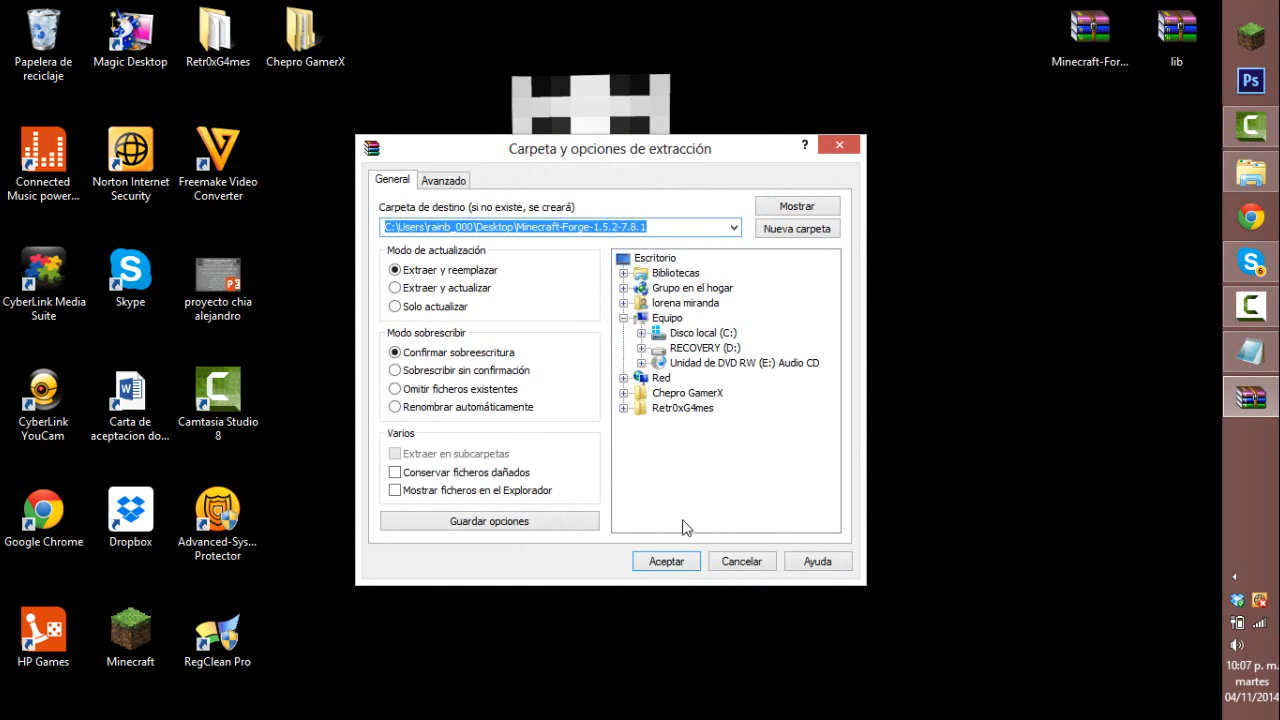 Papelera de
reciclaje
Magic Desktop
Retr0xG4mes
Chepro GamerX
Minecraft-For...
lib
Connected
Music power...
Norton Internet
Security
Freemake Video
Converter
CyberLink Media
Suite
Skype
proyecto chia
alejandro
CyberLink
YouCam
Carta de
aceptacion do...
Camtasia Studio
8
Google Chrome
Dropbox
Advanced-Sys...
Protector
HP Games
Minecraft
RegClean Pro
Carpeta y opciones de extracción
?
General
Avanzado
Carpeta de destino (si no existe, se creará)
Mostrar
C:\Users\rainb_000\Desktop\Minecraft-Forge-1.5.2-7.8.1
Nueva carpeta
Modo de actualización
Extraer y reemplazar
Extraer y actualizar
Solo actualizar
Modo sobrescribir
Confirmar sobreescritura
Sobrescribir sin confirmación
Omitir ficheros existentes
Renombrar automáticamente
Varios
Extraer en subcarpetas
Conservar ficheros dañados
Mostrar ficheros en el Explorador
Guardar opciones
Escritorio
Bibliotecas
Grupo en el hogar
lorena miranda
Equipo
Disco local (C:)
RECOVERY (D:)
Unidad de DVD RW (E:) Audio CD
Red
Chepro GamerX
Retr0xG4mes
Aceptar
Cancelar
Ayuda
Ps
6
10:07 p. m.
martes
04/11/2014